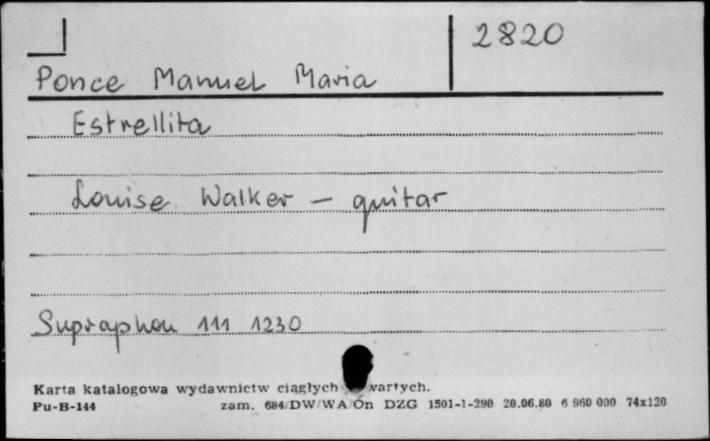 2820
Ponce Manuel Maria
Estrellita
Louise Walker – guitar
Supraphon 111 1230
Karta katalogowa wydawnictw ciągłych wartych.
Pu-B-144 zam. 684/DW/WA/On DZG 1501-1-290 20.06.80 6 960 000 74x120